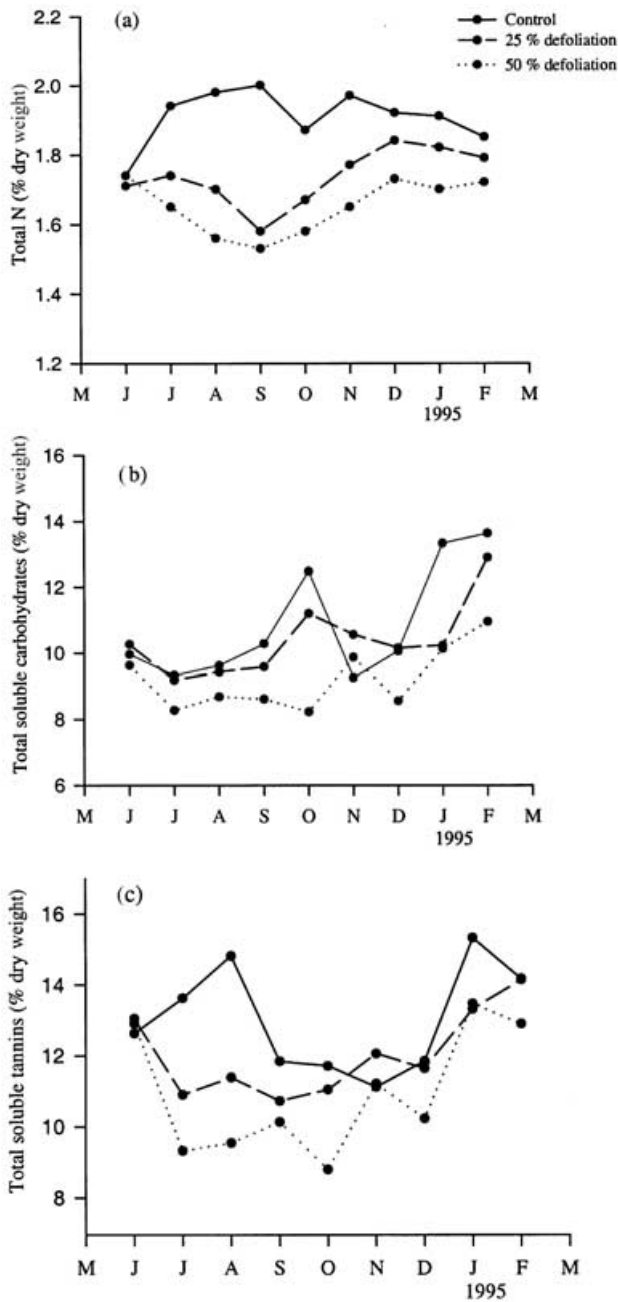 (a)
Control
25 % defoliation
50 % defoliation
Total N (% dry weight)
2.2
2.0
1.8
1.6
1.4
1.2
M J J A S O N D J F M
1995
(b)
Total soluble carbohydrates (% dry weight)
16
14
12
10
8
6
M J J A S O N D J F M
1995
(c)
Total soluble tannins (% dry weight)
16
14
12
10
8
M J J A S O N D J F M
1995